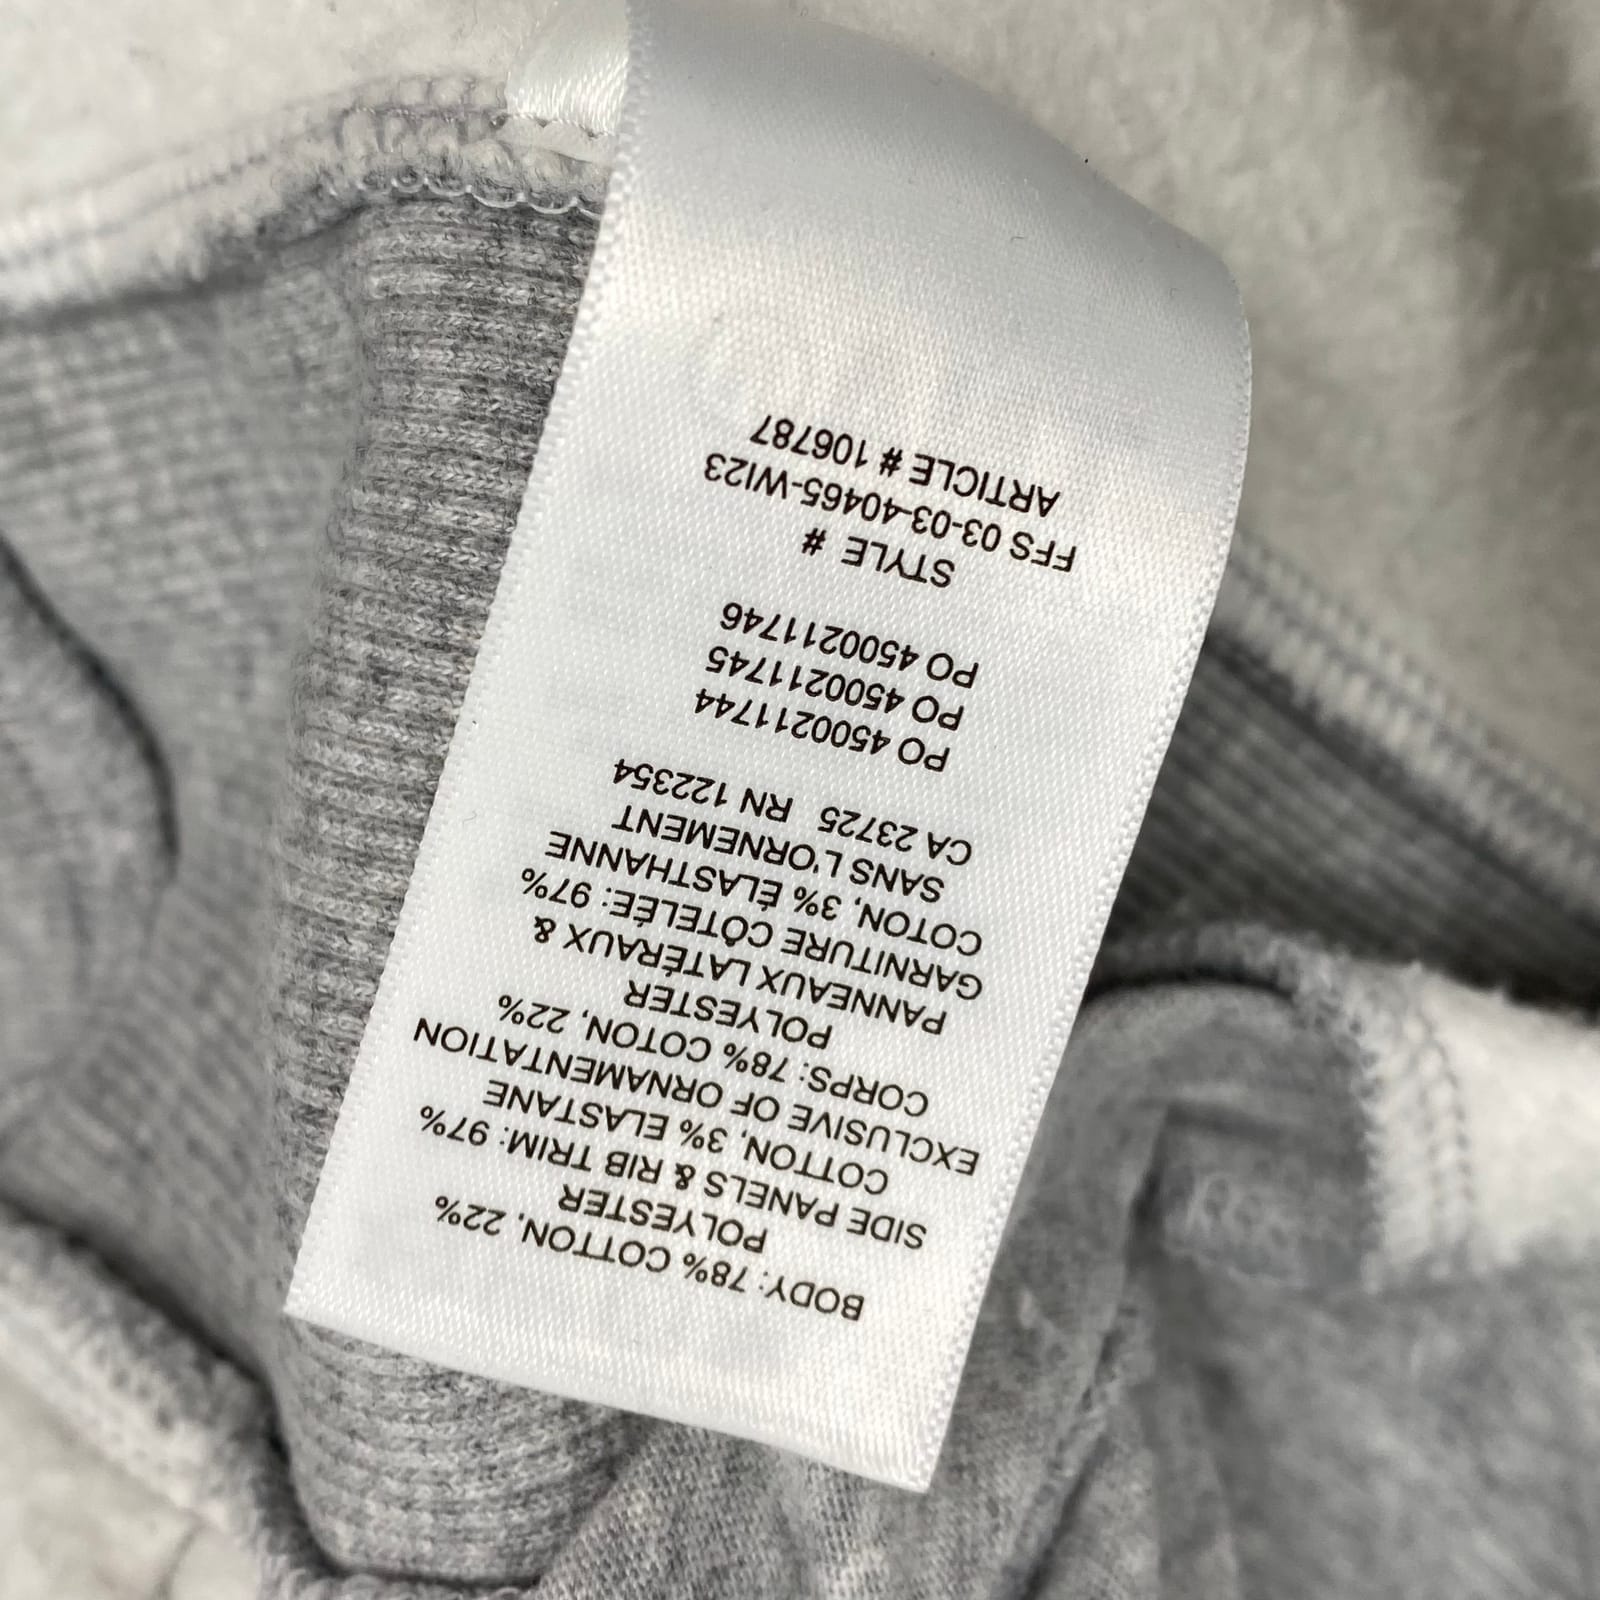 BODY: 78% COTTON, 22%
POLYESTER
SIDE PANELS & RIB TRIM: 97%
COTTON, 3% ELASTANE
EXCLUSIVE OF ORNAMENTATION
CORPS: 78% COTON, 22%
POLYESTER
PANNEAUX LATÉRAUX &
GARNITURE CÔTELÉE: 97%
COTON, 3% ÉLASTHANNE
SANS L'ORNEMENT
CA 23725 RN 122354
PO 4500211744
PO 4500211745
PO 4500211746
STYLE #
FFS 03-03-40465-WI23
ARTICLE # 106787